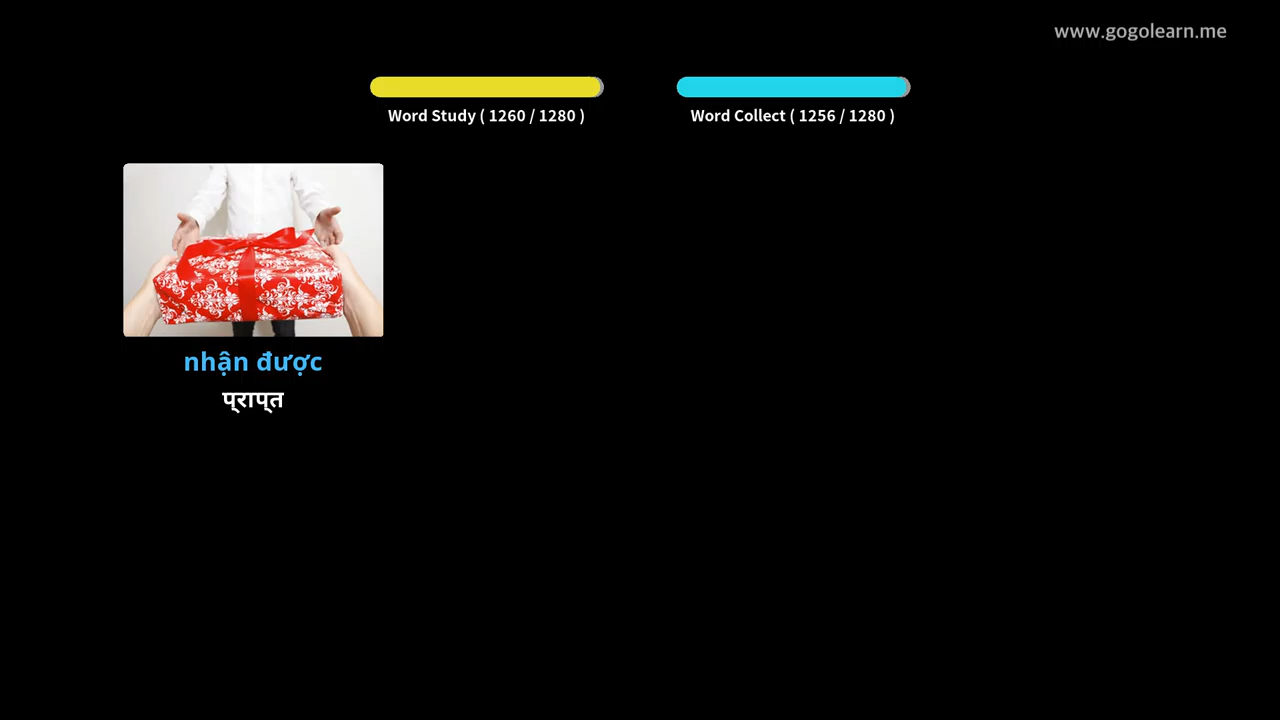 www.gogolearn.me
Word Study ( 1260 / 1280 )
Word Collect ( 1256 / 1280 )
nhận được
प्राप्त